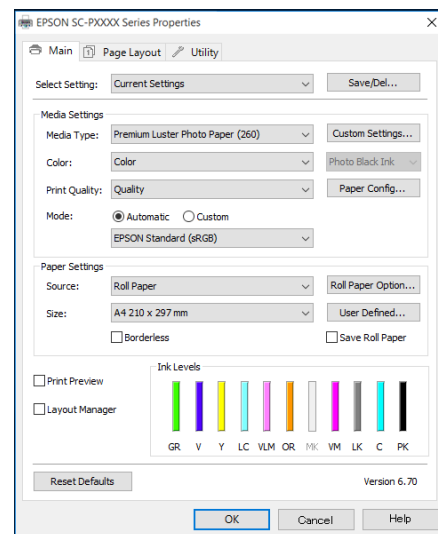 EPSON SC-PXXXX Series Properties
Main Page Layout Utility
Select Setting: Current Settings Save/Del...
Media Settings
Media Type: Premium Luster Photo Paper (260) Custom Settings...
Color: Color Photo Black Ink
Print Quality: Quality Paper Config...
Mode: Automatic Custom
EPSON Standard (sRGB)
Paper Settings
Source: Roll Paper Roll Paper Option...
Size: A4 210 x 297 mm User Defined...
Borderless Save Roll Paper
Ink Levels
Print Preview
Layout Manager
GR V Y LC VLM OR MK VM LK C PK
Reset Defaults Version 6.70
OK Cancel Help